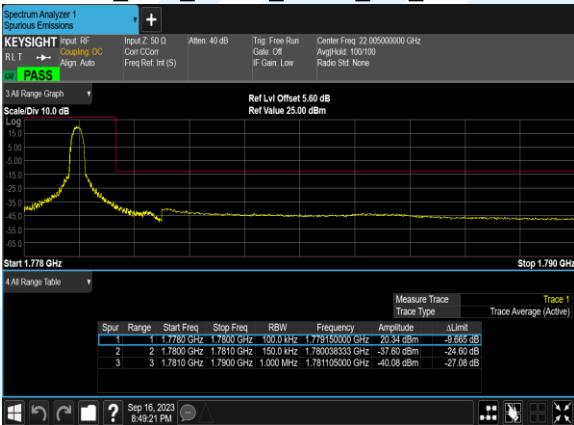 Spectrum Analyzer 1
Spurious Emissions
+
KEYSIGHT Input: RF Input Z: 50 Ω Atten: 40 dB Trig: Free Run Center Freq: 22.005000000 GHz
RLT Coupling: DC Corr CCorr Gate: Off Avg|Hold: 100/100
Align: Auto Freq Ref: Int (S) IF Gain: Low Radio Std: None
PASS
3 All Range Graph
Ref Lvl Offset 5.60 dB
Scale/Div 10.0 dB Ref Value 25.00 dBm
Log
15.0
5.00
-5.00
-15.0
-25.0
-35.0
-45.0
-55.0
-65.0
Start 1.778 GHz Stop 1.790 GHz
4 All Range Table
Measure Trace Trace 1
Trace Type Trace Average (Active)
Spur Range Start Freq Stop Freq RBW Frequency Amplitude ΔLimit
1 1 1.7780 GHz 1.7800 GHz 100.0 kHz 1.779150000 GHz 20.34 dBm -9.665 dB
2 2 1.7800 GHz 1.7810 GHz 150.0 kHz 1.780038333 GHz -37.60 dBm -24.60 dB
3 3 1.7810 GHz 1.7900 GHz 1.000 MHz 1.781105000 GHz -40.08 dBm -27.08 dB
? Sep 16, 2023
8:49:21 PM